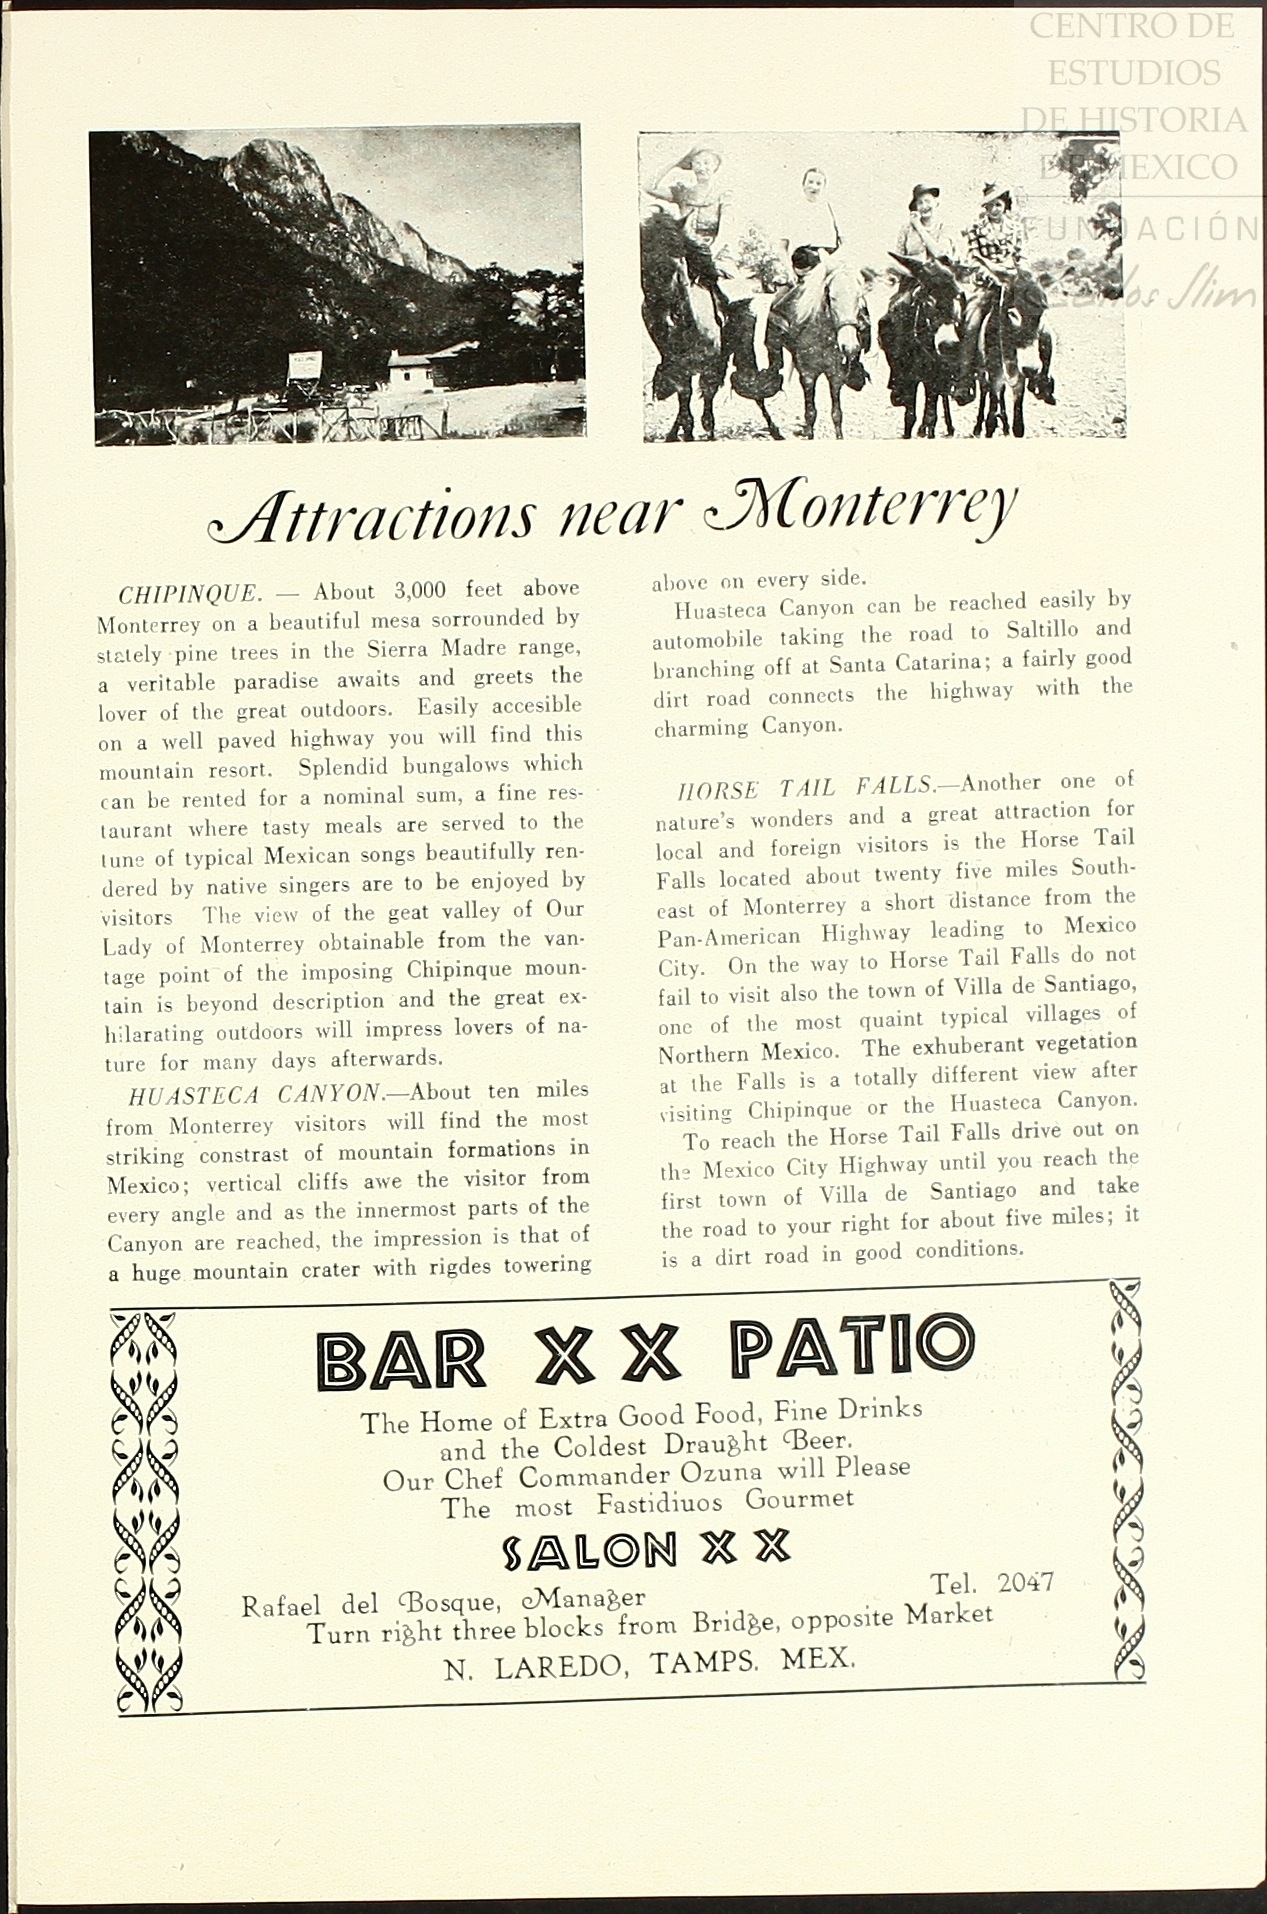 CENTRO DE
ESTUDIOS
DE HISTORIA
DE MEXICO
FUNDACIÓN
Carlos Slim
Attractions near Monterrey
CHIPINQUE. — About 3,000 feet above
Monterrey on a beautiful mesa sorrounded by
stately pine trees in the Sierra Madre range,
a veritable paradise awaits and greets the
lover of the great outdoors. Easily accesible
on a well paved highway you will find this
mountain resort. Splendid bungalows which
can be rented for a nominal sum, a fine res-
taurant where tasty meals are served to the
tune of typical Mexican songs beautifully ren-
dered by native singers are to be enjoyed by
visitors The view of the geat valley of Our
Lady of Monterrey obtainable from the van-
tage point of the imposing Chipinque moun-
tain is beyond description and the great ex-
hilarating outdoors will impress lovers of na-
ture for many days afterwards.
HUASTECA CANYON.—About ten miles
from Monterrey visitors will find the most
striking constrast of mountain formations in
Mexico; vertical cliffs awe the visitor from
every angle and as the innermost parts of the
Canyon are reached, the impression is that of
a huge mountain crater with rigdes towering
above on every side.
Huasteca Canyon can be reached easily by
automobile taking the road to Saltillo and
branching off at Santa Catarina; a fairly good
dirt road connects the highway with the
charming Canyon.
HORSE TAIL FALLS.—Another one of
nature's wonders and a great attraction for
local and foreign visitors is the Horse Tail
Falls located about twenty five miles South-
east of Monterrey a short distance from the
Pan-American Highway leading to Mexico
City. On the way to Horse Tail Falls do not
fail to visit also the town of Villa de Santiago,
one of the most quaint typical villages of
Northern Mexico. The exhuberant vegetation
at the Falls is a totally different view after
visiting Chipinque or the Huasteca Canyon.
To reach the Horse Tail Falls drive out on
the Mexico City Highway until you reach the
first town of Villa de Santiago and take
the road to your right for about five miles; it
is a dirt road in good conditions.
BAR XX PATIO
The Home of Extra Good Food, Fine Drinks
and the Coldest Draught Beer.
Our Chef Commander Ozuna will Please
The most Fastidiuos Gourmet
SALON XX
Rafael del Bosque, Manager Tel. 2047
Turn right three blocks from Bridge, opposite Market
N. LAREDO, TAMPS. MEX.